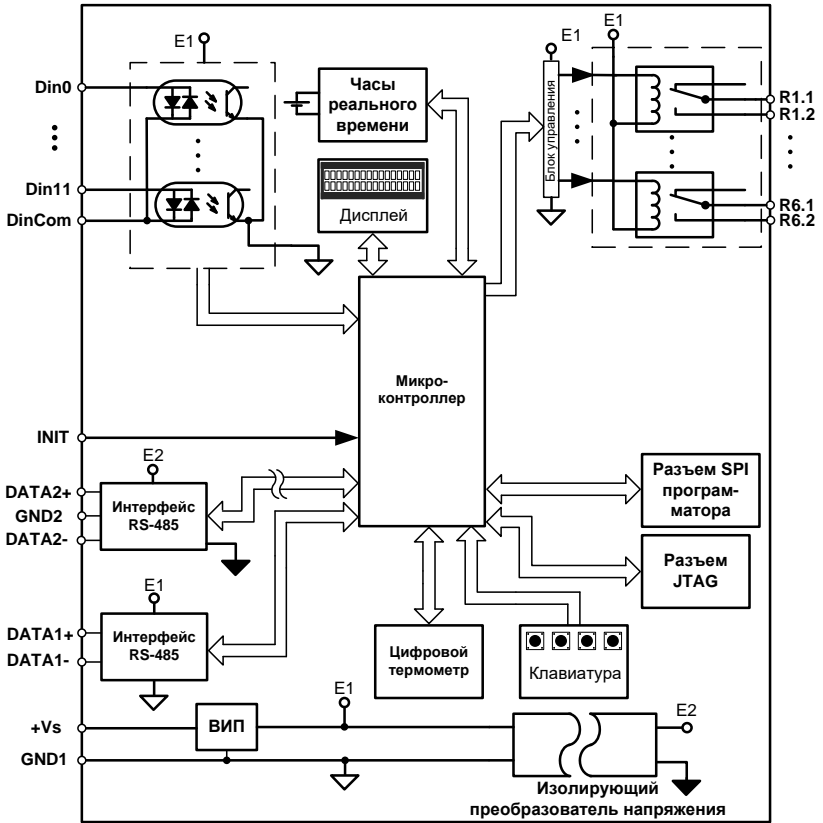 E1
E1
E1
Din0
Часы
реального
времени
R1.1
R1.2
Блок управления
Din11
DinCom
Дисплей
R6.1
R6.2
Микро-
контроллер
INIT
E2
DATA2+
GND2
DATA2-
Интерфейс
RS-485
Разъем SPI
програм-
матора
Разъем
JTAG
E1
DATA1+
DATA1-
Интерфейс
RS-485
Цифровой
термометр
Клавиатура
E1
E2
+Vs
ВИП
GND1
Изолирующий
преобразователь напряжения